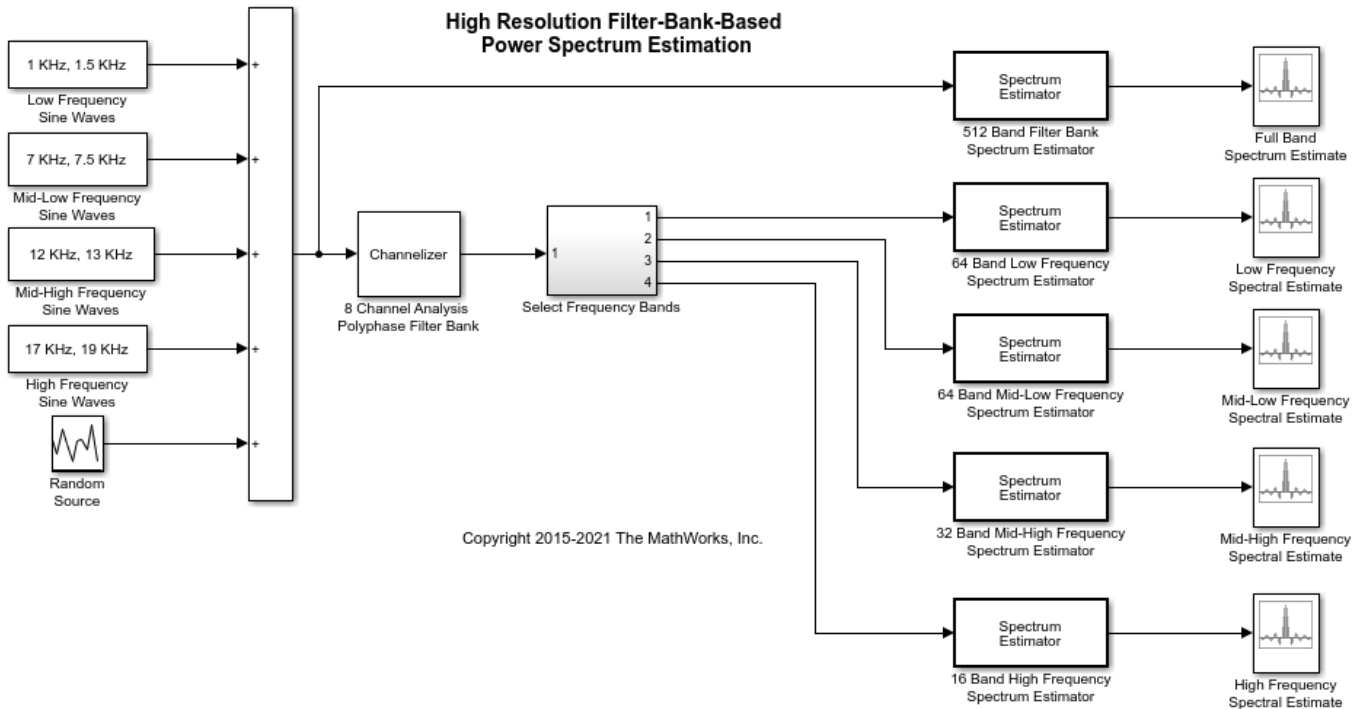 High Resolution Filter-Bank-Based
Power Spectrum Estimation
1 KHz, 1.5 KHz
Low Frequency
Sine Waves
7 KHz, 7.5 KHz
Mid-Low Frequency
Sine Waves
12 KHz, 13 KHz
Mid-High Frequency
Sine Waves
17 KHz, 19 KHz
High Frequency
Sine Waves
Random
Source
+
+
+
+
+
Channelizer
8 Channel Analysis
Polyphase Filter Bank
1
1
2
3
4
Select Frequency Bands
Spectrum
Estimator
512 Band Filter Bank
Spectrum Estimator
Full Band
Spectrum Estimate
Spectrum
Estimator
64 Band Low Frequency
Spectrum Estimator
Low Frequency
Spectral Estimate
Spectrum
Estimator
64 Band Mid-Low Frequency
Spectrum Estimator
Mid-Low Frequency
Spectral Estimate
Spectrum
Estimator
32 Band Mid-High Frequency
Spectrum Estimator
Mid-High Frequency
Spectral Estimate
Spectrum
Estimator
16 Band High Frequency
Spectrum Estimator
High Frequency
Spectral Estimate
Copyright 2015-2021 The MathWorks, Inc.